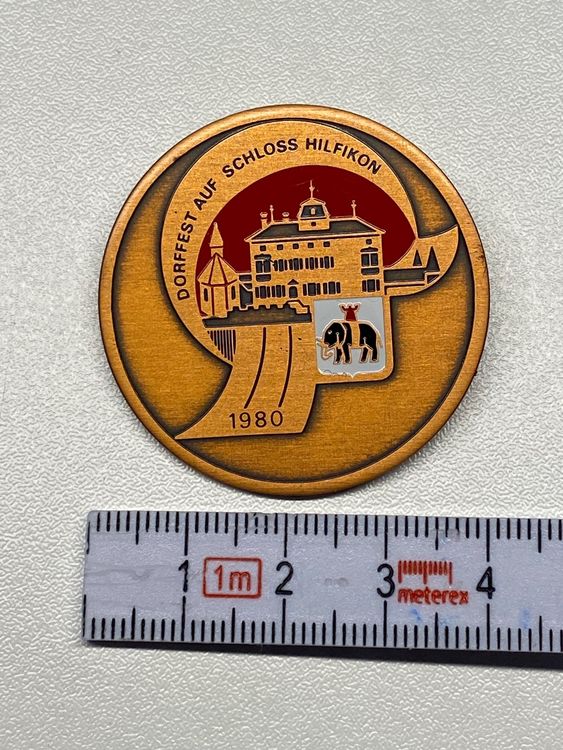 DORFFEST AUF SCHLOSS HILFIKON
1980
1 1m 2 3 4
meterex